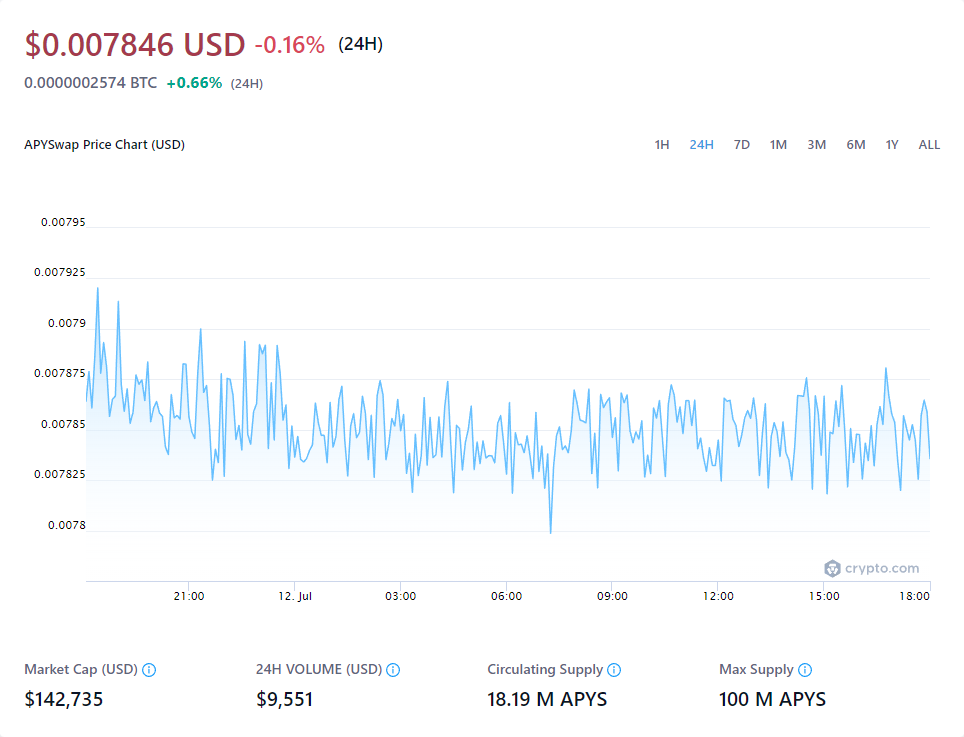 $0.007846 USD -0.16% (24H)
0.0000002574 BTC +0.66% (24H)
APYSwap Price Chart (USD) 1H 24H 7D 1M 3M 6M 1Y ALL
0.00795
0.007925
0.0079
0.007875
0.00785
0.007825
0.0078
crypto.com
21:00 12. Jul 03:00 06:00 09:00 12:00 15:00 18:00
Market Cap (USD) 24H VOLUME (USD) Circulating Supply Max Supply
$142,735 $9,551 18.19 M APYS 100 M APYS